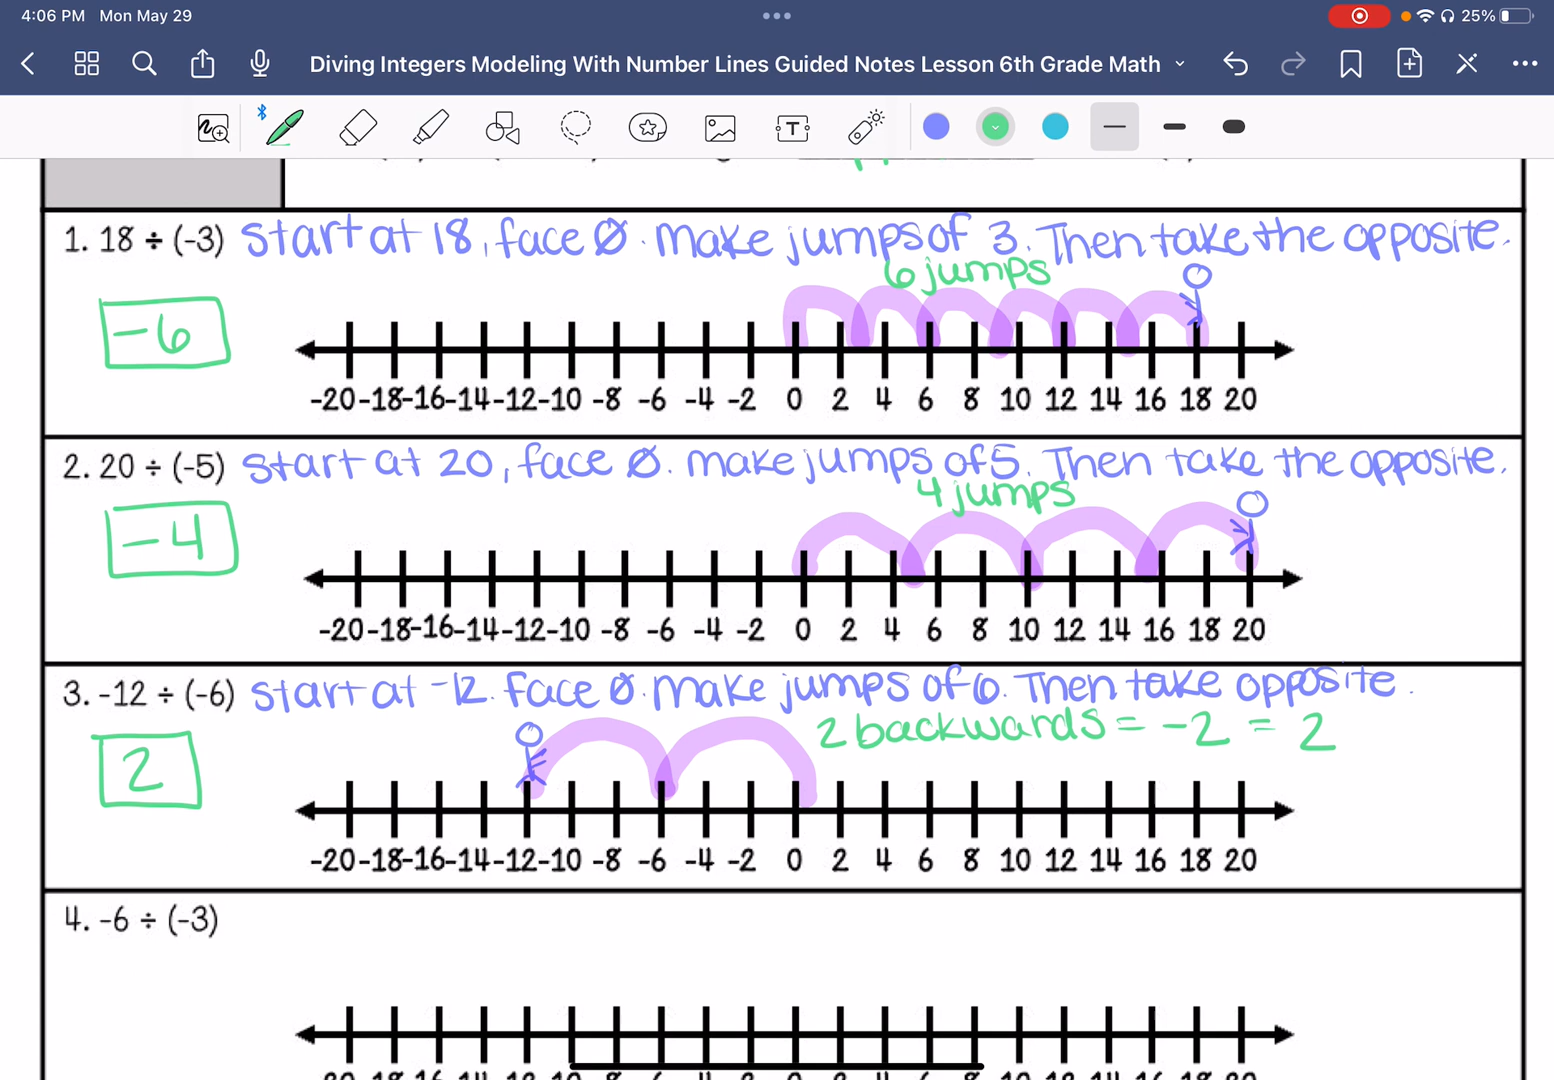 4:06 PM Mon May 29
25%
Diving Integers Modeling With Number Lines Guided Notes Lesson 6th Grade Math
T
1. 18 ÷ (-3) Start at 18, face 0. Make jumps of 3. Then take the opposite.
6 jumps
-6
-20 -18 -16 -14 -12 -10 -8 -6 -4 -2 0 2 4 6 8 10 12 14 16 18 20
2. 20 ÷ (-5) Start at 20, face 0. make jumps of 5. Then take the opposite.
4 jumps
-4
-20 -18 -16 -14 -12 -10 -8 -6 -4 -2 0 2 4 6 8 10 12 14 16 18 20
3. -12 ÷ (-6) Start at -12. Face 0. Make jumps of 6. Then take opposite.
2 backwards = -2 = 2
2
-20 -18 -16 -14 -12 -10 -8 -6 -4 -2 0 2 4 6 8 10 12 14 16 18 20
4. -6 ÷ (-3)